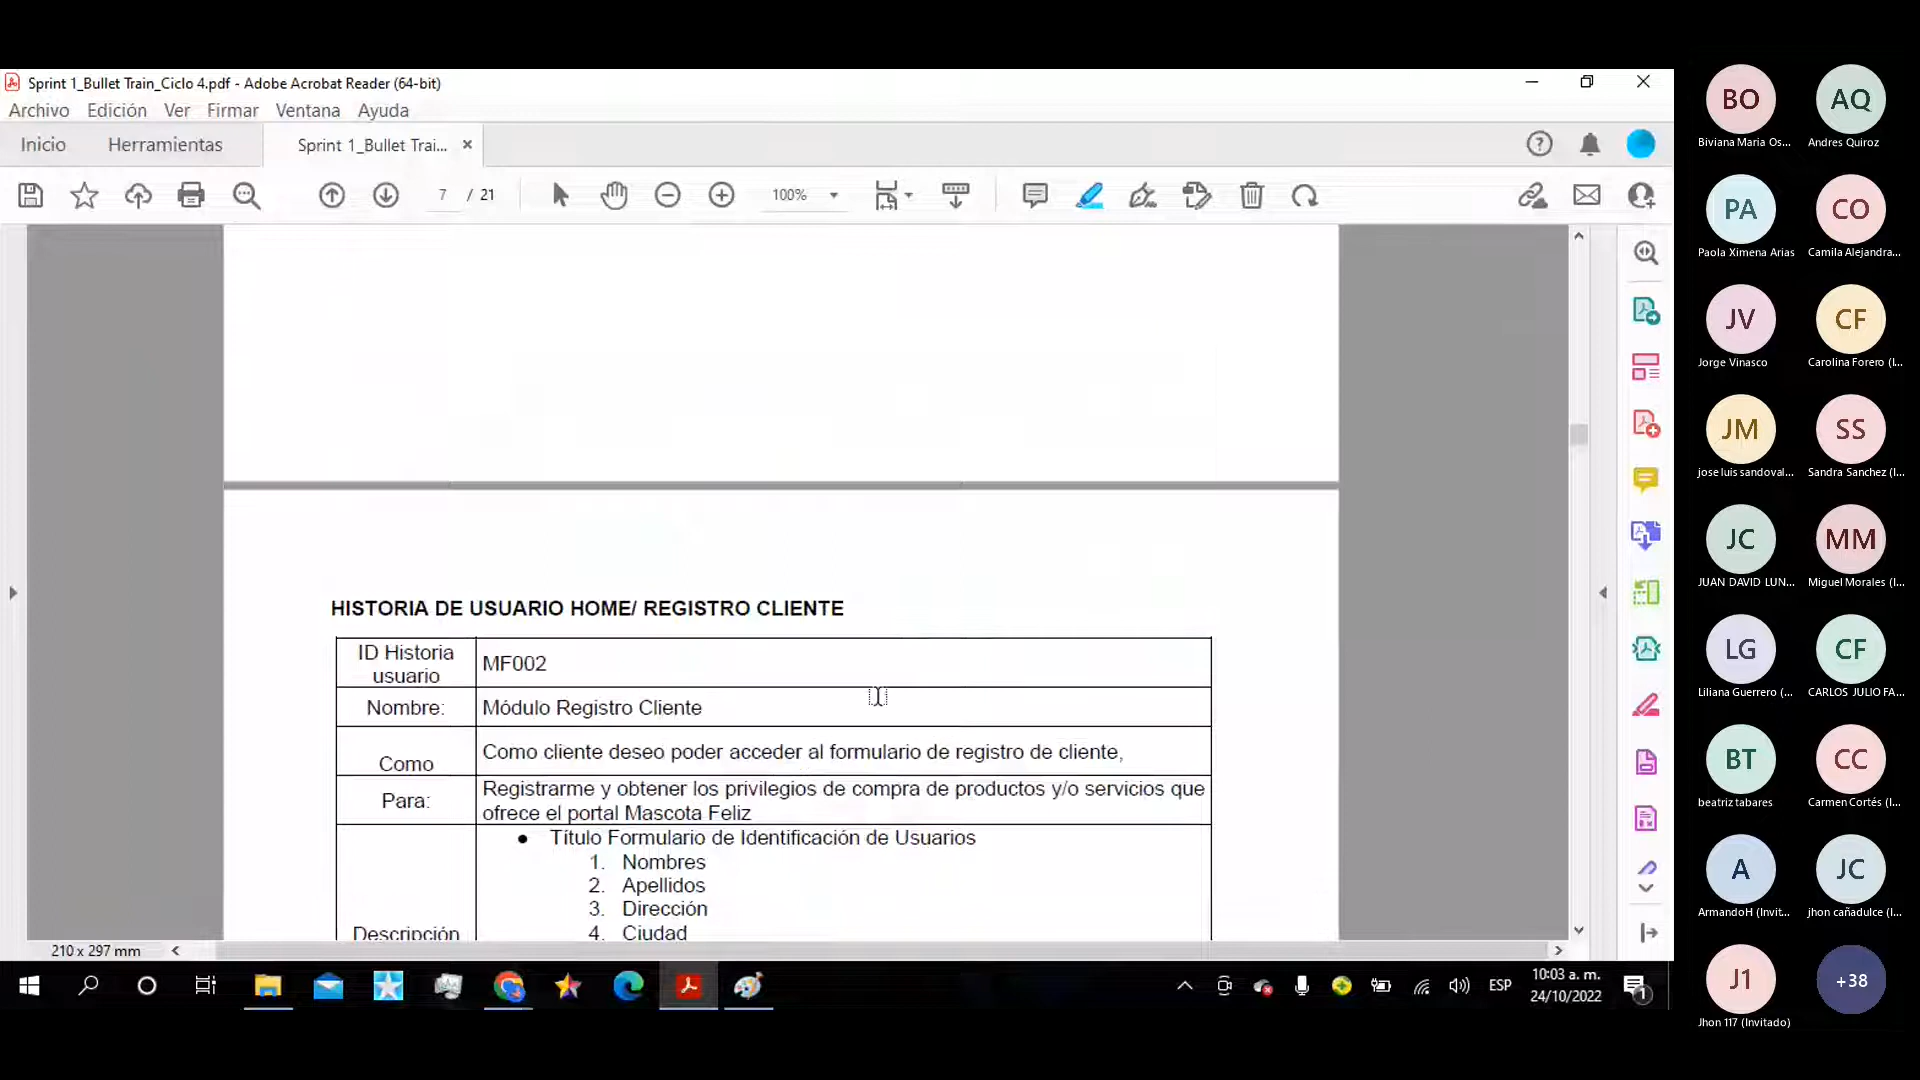 Sprint 1_Bullet Train_Ciclo 4.pdf - Adobe Acrobat Reader (64-bit)
Archivo Edición Ver Firmar Ventana Ayuda
Inicio Herramientas Sprint 1_Bullet Trai... ×
7 / 21 100%
HISTORIA DE USUARIO HOME/ REGISTRO CLIENTE
ID Historia usuario MF002
Nombre: Módulo Registro Cliente
Como Como cliente deseo poder acceder al formulario de registro de cliente,
Para: Registrarme y obtener los privilegios de compra de productos y/o servicios que
ofrece el portal Mascota Feliz
Descripción
● Título Formulario de Identificación de Usuarios
1. Nombres
2. Apellidos
3. Dirección
4. Ciudad
210 x 297 mm
ESP
10:03 a. m.
24/10/2022
1
BO AQ
Biviana Maria Os... Andres Quiroz
PA CO
Paola Ximena Arias Camila Alejandra...
JV CF
Jorge Vinasco Carolina Forero (I...
JM SS
jose luis sandoval... Sandra Sanchez (I...
JC MM
JUAN DAVID LUN... Miguel Morales (I...
LG CF
Liliana Guerrero (... CARLOS JULIO FA...
BT CC
beatriz tabares Carmen Cortés (I...
A JC
ArmandoH (Invit... jhon cañadulce (I...
J1 +38
Jhon 117 (Invitado)